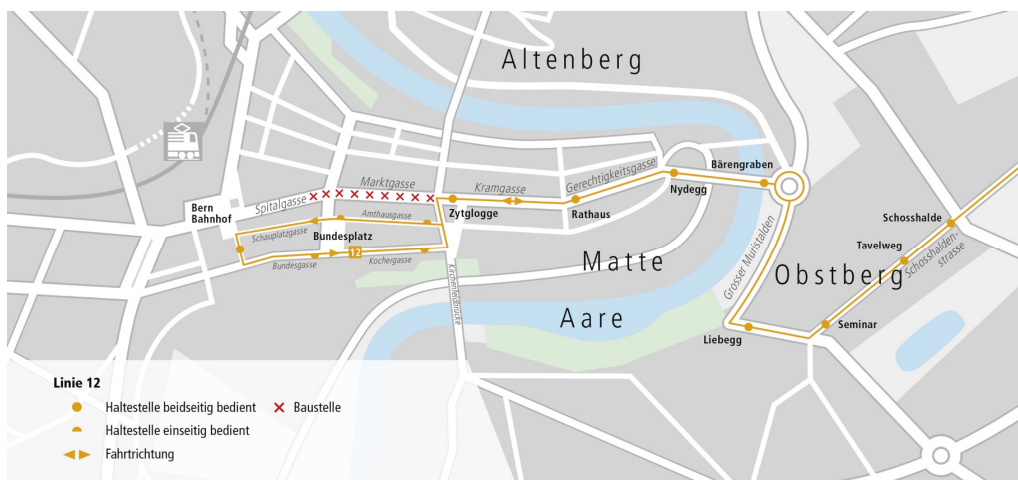 Altenberg
Bärengraben
Marktgasse
Gerechtigkeitsgasse
Kramgasse
Nydegg
Spitalgasse
Bern
Bahnhof
Zytglogge
Rathaus
Amthausgasse
Schosshalde
Schauplatzgasse
Bundesplatz
Tavelweg
12
Matte
Grosser Muristalden
Obstberg
Schosshalden-
strasse
Bundesgasse
Kochergasse
Kirchenfeldbrücke
Aare
Seminar
Liebegg
Linie 12
Haltestelle beidseitig bedient
Baustelle
Haltestelle einseitig bedient
Fahrtrichtung